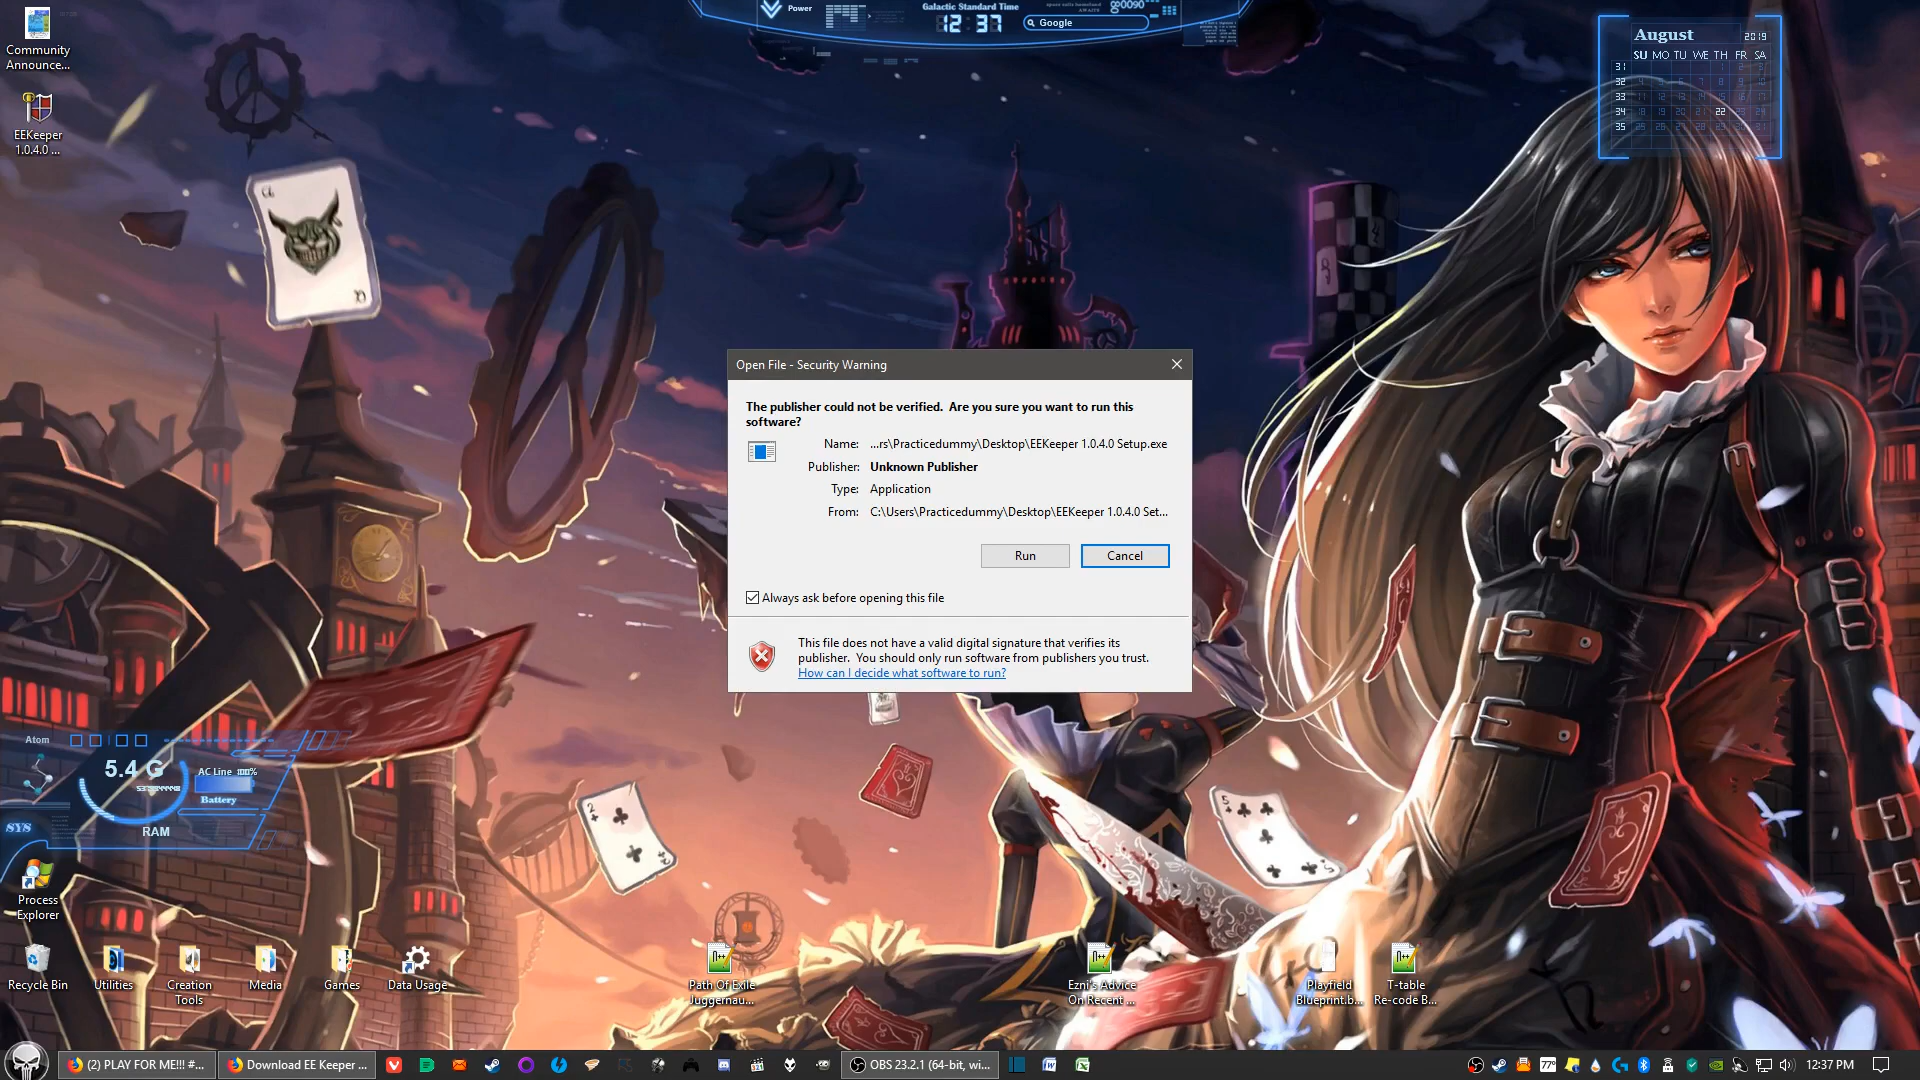 Community
Announce...
EEKeeper
1.0.4.0 ...
Power
Galactic Standard Time
12:37
Google
August
2019
SU MO TU WE TH FR SA
31
32
33
34
22
35
Open File - Security Warning
The publisher could not be verified. Are you sure you want to run this
software?
Name: ...rs\Practicedummy\Desktop\EEKeeper 1.0.4.0 Setup.exe
Publisher: Unknown Publisher
Type: Application
From: C:\Users\Practicedummy\Desktop\EEKeeper 1.0.4.0 Set...
Run
Cancel
Always ask before opening this file
This file does not have a valid digital signature that verifies its
publisher. You should only run software from publishers you trust.
How can I decide what software to run?
Atom
5.4 G
RAM
AC Line 100%
Battery
SYS
Process
Explorer
Recycle Bin
Utilities
Creation
Tools
Media
Games
Data Usage
Path Of Exile
Juggernau...
Ezni's Advice
On Recent ...
Playfield
Blueprint.b...
T-table
Re-code B...
(2) PLAY FOR ME!!! #...
Download EE Keeper ...
OBS 23.2.1 (64-bit, wi...
77°
12:37 PM